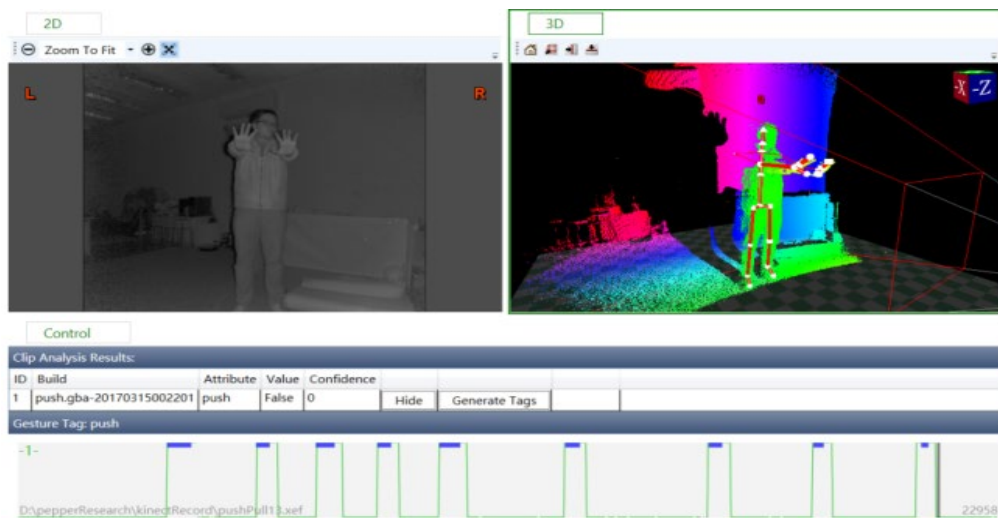 2D
3D
Zoom To Fit
L
R
-X
-Z
Control
Clip Analysis Results:
ID Build Attribute Value Confidence
1 push.gba-20170315002201 push False 0 Hide Generate Tags
Gesture Tag: push
-1-
D:\pepperResearch\kinectRecord\pushPull13.xef
22958